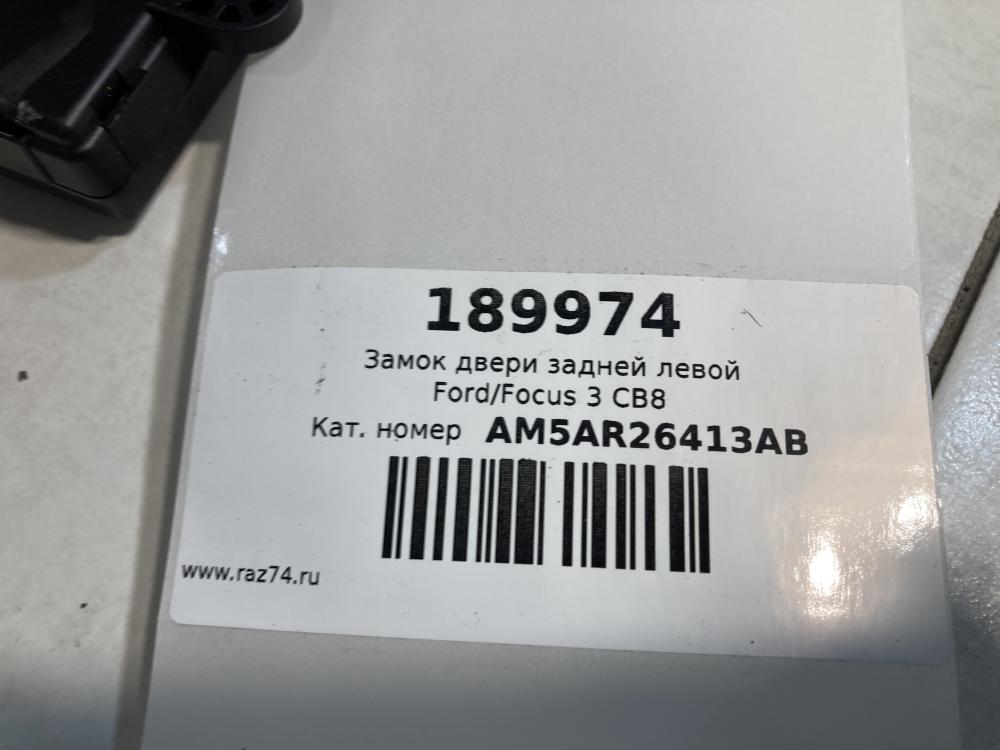 189974
Замок двери задней левой
Ford/Focus 3 CB8
Кат. номер AM5AR26413AB
www.raz74.ru